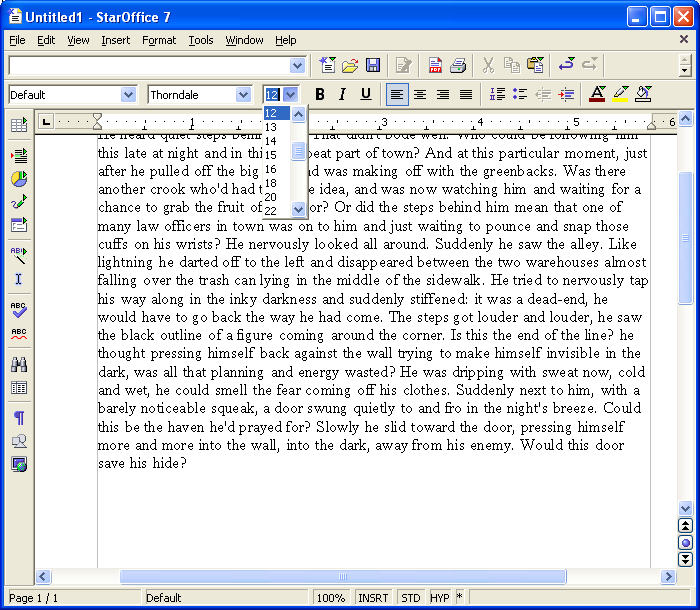 Untitled1 - StarOffice 7
File Edit View Insert Format Tools Window Help
Default Thorndale 12 B I U A
1 3 4 5 6
12
13
14
15
16
18
20
22
He heard quiet steps behin That didn't bode well. Who could be following him
this late at night and in thi beat part of town? And at this particular moment, just
after he pulled off the big nd was making off with the greenbacks. Was there
another crook who'd had t e idea, and was now watching him and waiting for a
chance to grab the fruit of or? Or did the steps behind him mean that one of
many law officers in town was on to him and just waiting to pounce and snap those
cuffs on his wrists? He nervously looked all around. Suddenly he saw the alley. Like
lightning he darted off to the left and disappeared between the two warehouses almost
falling over the trash can lying in the middle of the sidewalk. He tried to nervously tap
his way along in the inky darkness and suddenly stiffened: it was a dead-end, he
would have to go back the way he had come. The steps got louder and louder, he saw
the black outline of a figure coming around the corner. Is this the end of the line? he
thought pressing himself back against the wall trying to make himself invisible in the
dark, was all that planning and energy wasted? He was dripping with sweat now, cold
and wet, he could smell the fear coming off his clothes. Suddenly next to him, with a
barely noticeable squeak, a door swung quietly to and fro in the night's breeze. Could
this be the haven he'd prayed for? Slowly he slid toward the door, pressing himself
more and more into the wall, into the dark, away from his enemy. Would this door
save his hide?
ABC
ABC
Page 1 / 1 Default 100% INSRT STD HYP *